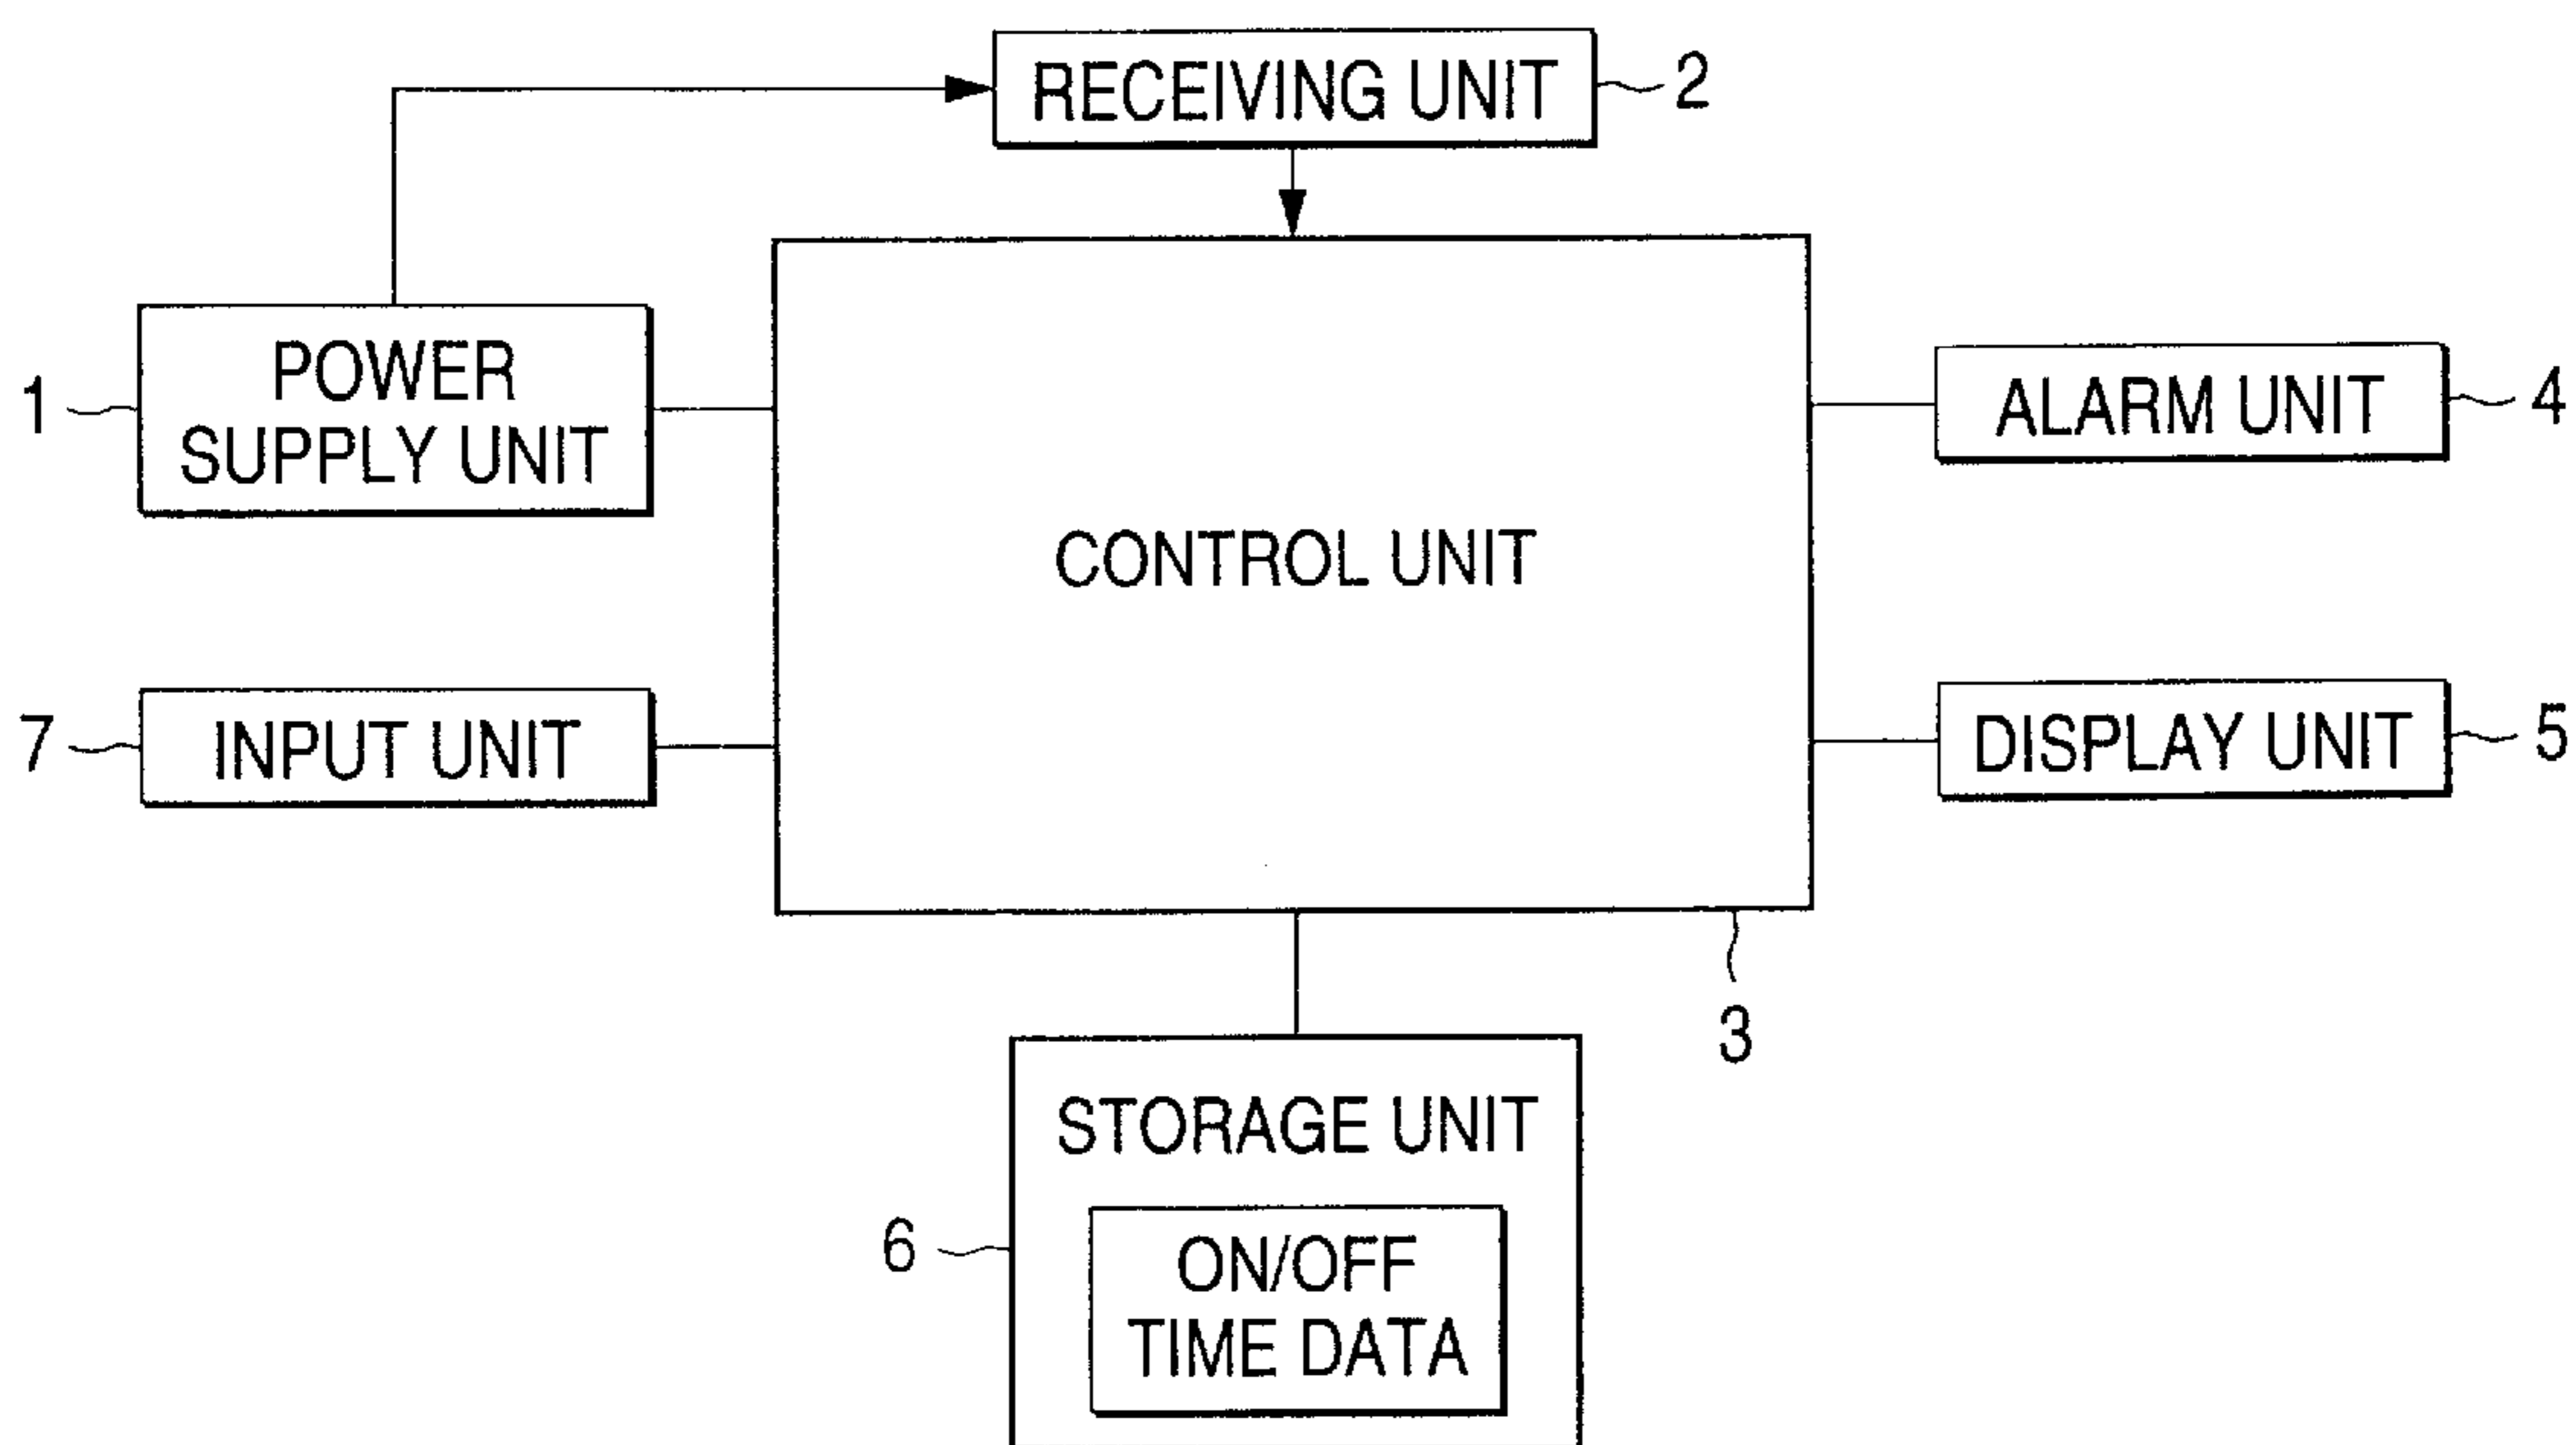 RECEIVING UNIT
2
POWER
SUPPLY UNIT
1
ALARM UNIT
4
CONTROL UNIT
INPUT UNIT
7
DISPLAY UNIT
5
3
STORAGE UNIT
6
ON/OFF
TIME DATA